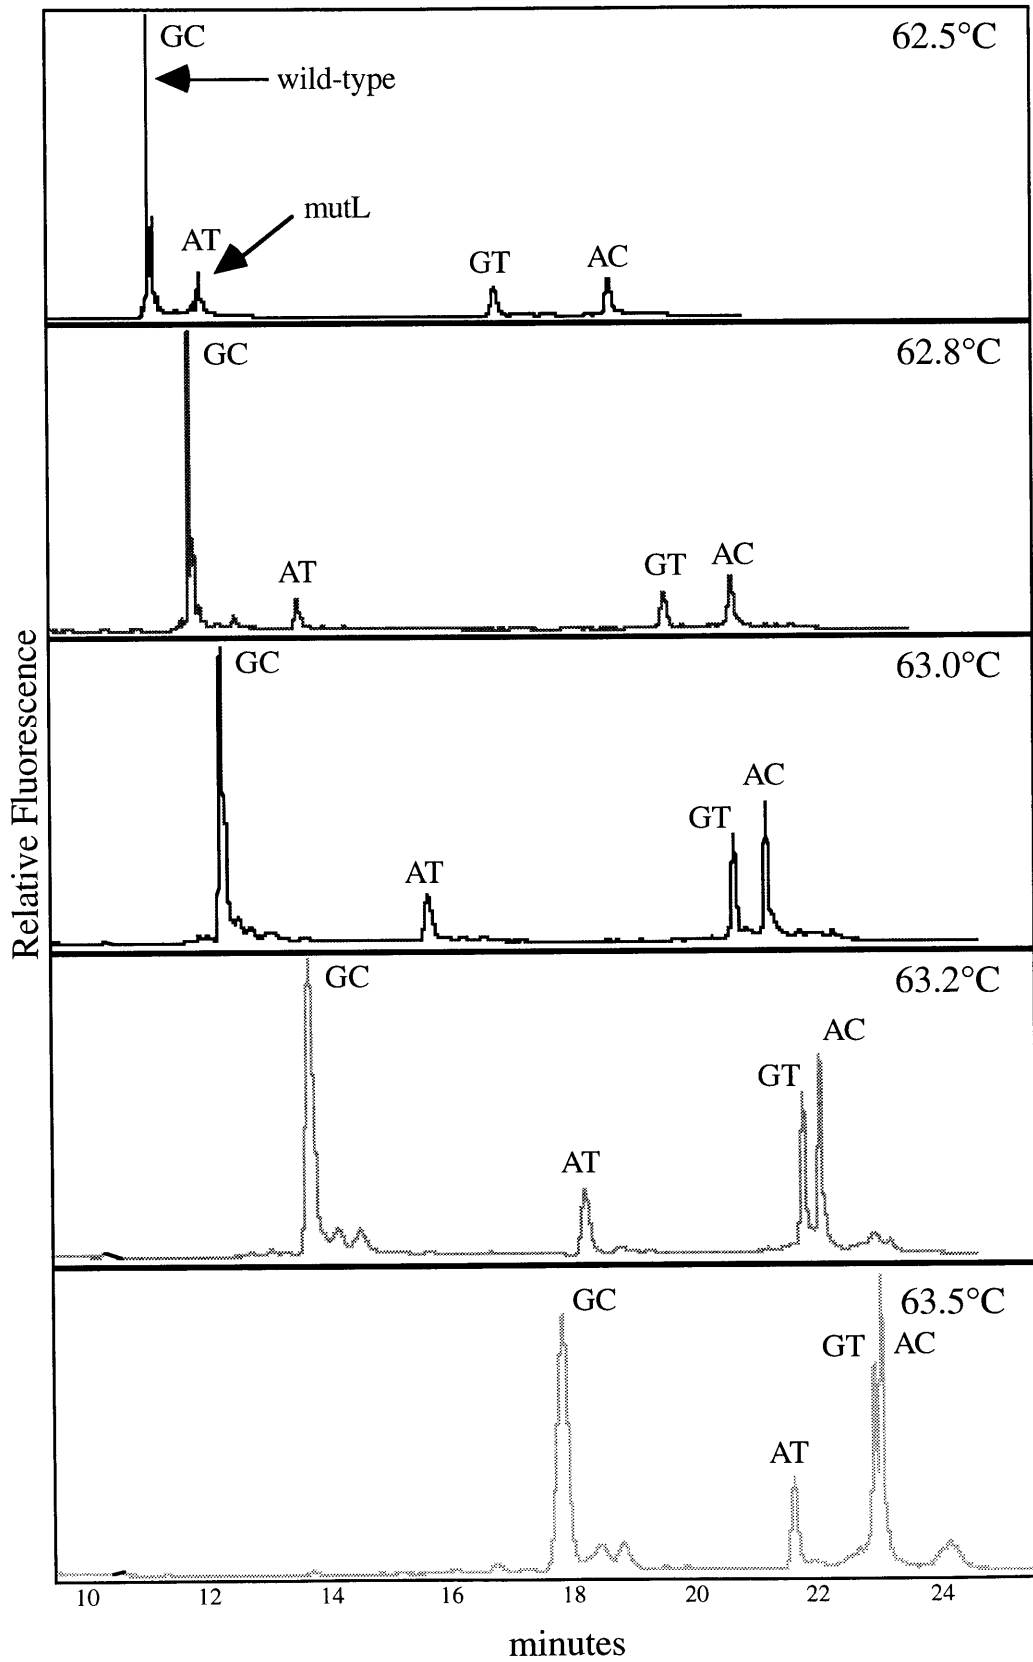 GC
62.5°C
wild-type
mutL
AT
GT
AC
GC
62.8°C
AT
GT
AC
GC
63.0°C
AC
GT
AT
GC
63.2°C
AC
GT
AT
GC
63.5°C
GT
AC
AT
Relative Fluorescence
10 12 14 16 18 20 22 24
minutes